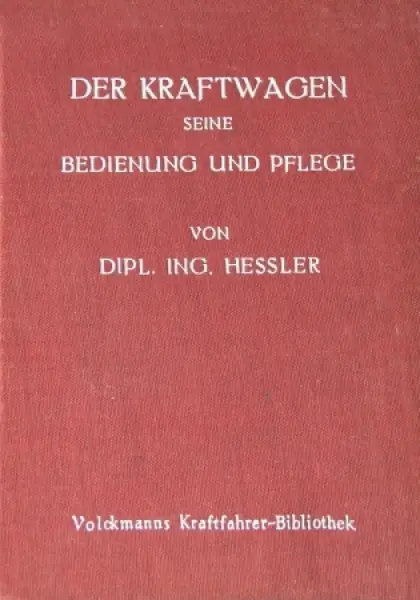 DER KRAFTWAGEN
SEINE
BEDIENUNG UND PFLEGE
VON
DIPL. ING. HESSLER
Volckmanns Kraftfahrer-Bibliothek